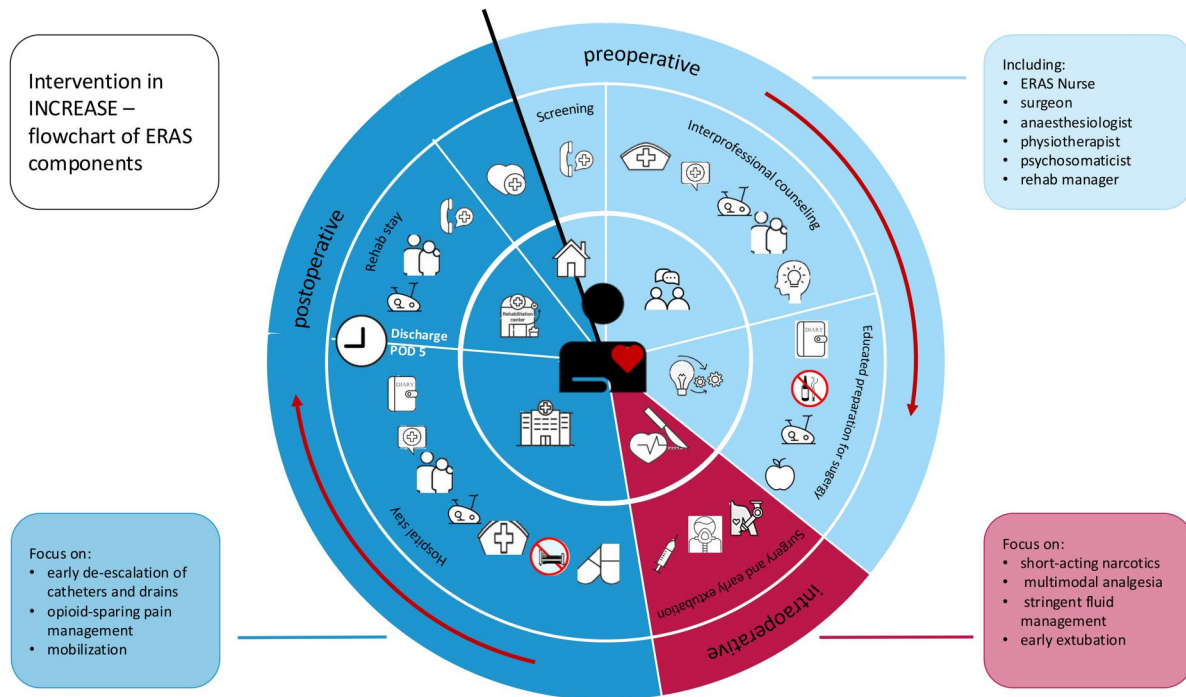 Intervention in
INCREASE –
flowchart of ERAS
components
preoperative
Screening
Interprofessional counseling
Including:
• ERAS Nurse
• surgeon
• anaesthesiologist
• physiotherapist
• psychosomaticist
• rehab manager
DIARY
Educated preparation for sugergy
Surgery and early extubation
intraoperative
Focus on:
• short-acting narcotics
• multimodal analgesia
• stringent fluid
management
• early extubation
Hospital stay
DIARY
Discharge
POD 5
Rehabilitation
center
Rehab stay
postoperative
Focus on:
• early de-escalation of
catheters and drains
• opioid-sparing pain
management
• mobilization